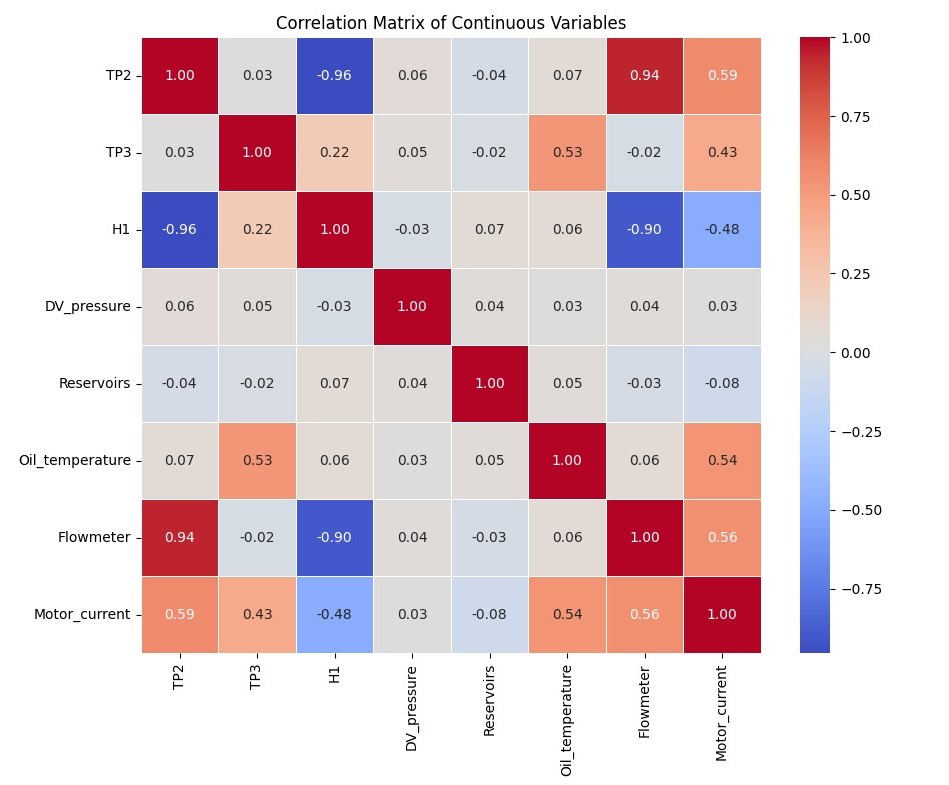 Correlation Matrix of Continuous Variables
TP2 1.00 0.03 -0.96 0.06 -0.04 0.07 0.94 0.59
TP3 0.03 1.00 0.22 0.05 -0.02 0.53 -0.02 0.43
H1 -0.96 0.22 1.00 -0.03 0.07 0.06 -0.90 -0.48
DV_pressure 0.06 0.05 -0.03 1.00 0.04 0.03 0.04 0.03
Reservoirs -0.04 -0.02 0.07 0.04 1.00 0.05 -0.03 -0.08
Oil_temperature 0.07 0.53 0.06 0.03 0.05 1.00 0.06 0.54
Flowmeter 0.94 -0.02 -0.90 0.04 -0.03 0.06 1.00 0.56
Motor_current 0.59 0.43 -0.48 0.03 -0.08 0.54 0.56 1.00
TP2
TP3
H1
DV_pressure
Reservoirs
Oil_temperature
Flowmeter
Motor_current
1.00
0.75
0.50
0.25
0.00
−0.25
−0.50
−0.75